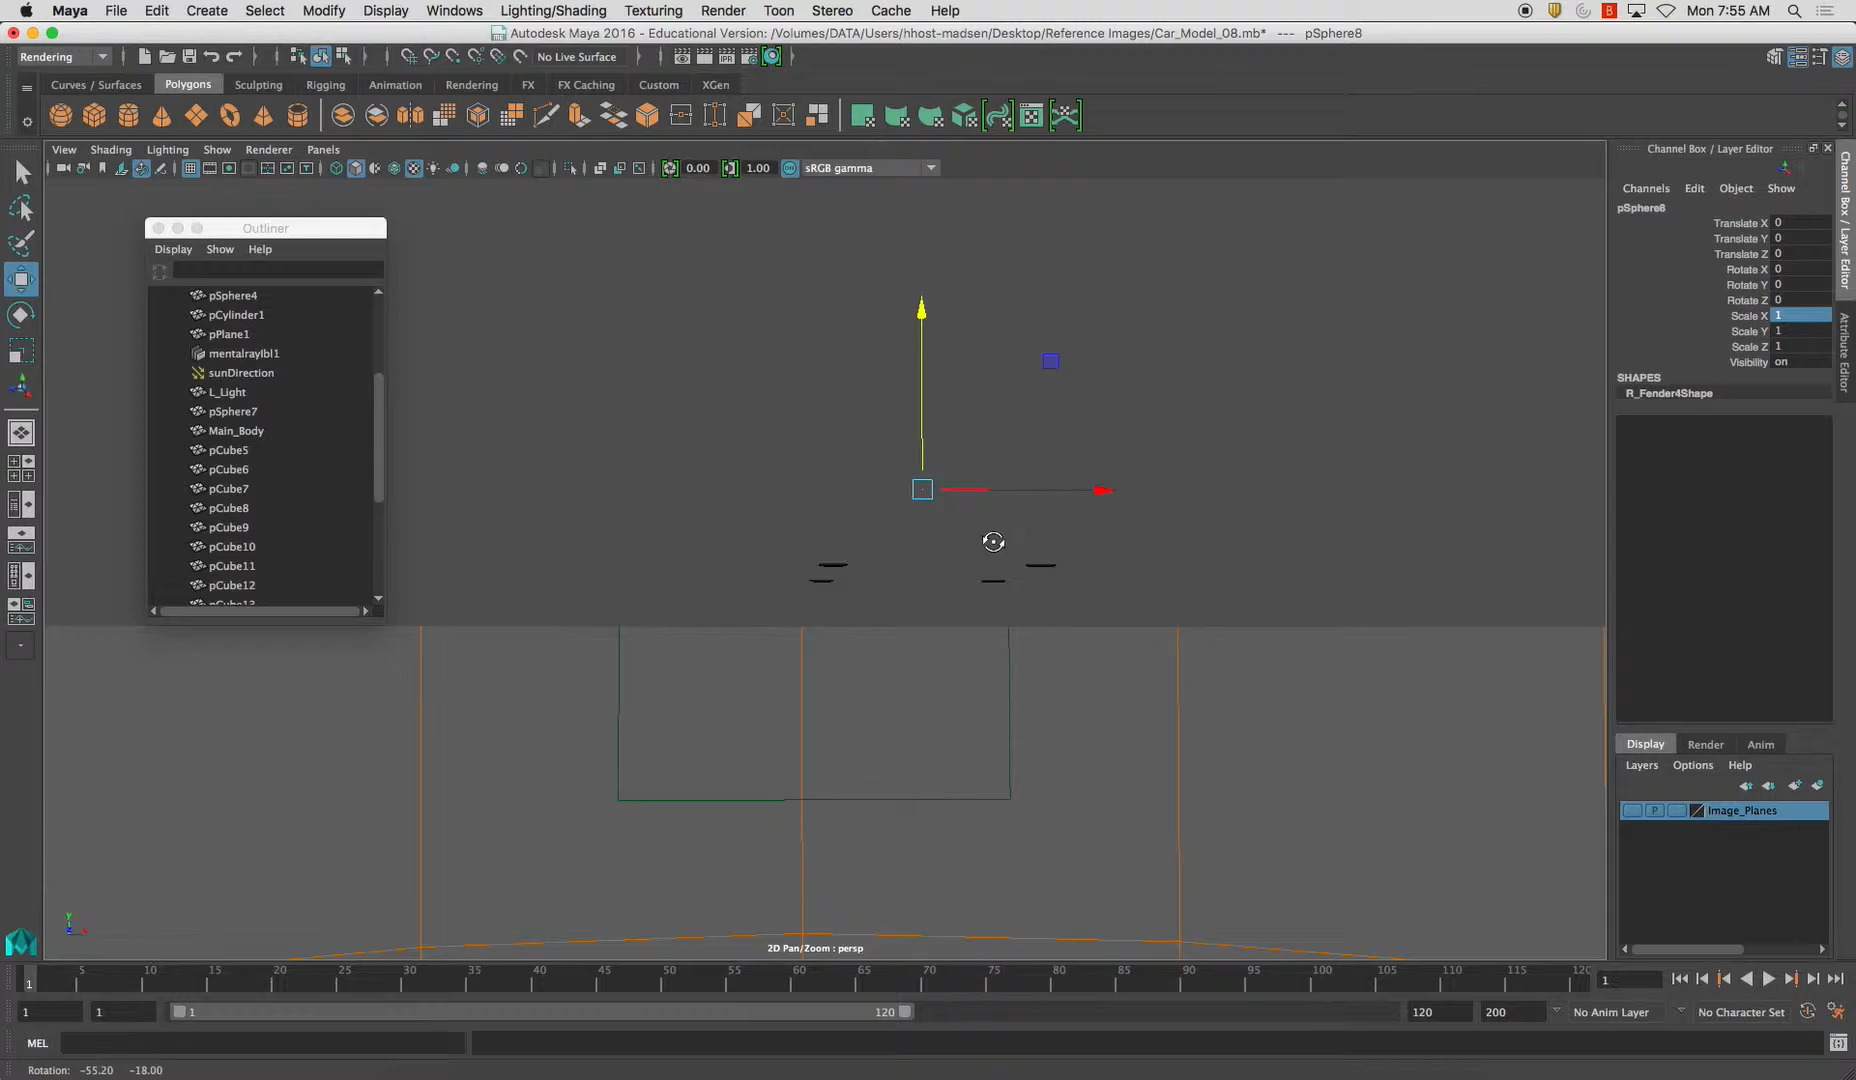 Maya File Edit Create Select Modify Display Windows Lighting/Shading Texturing Render Toon Stereo Cache Help Mon 7:55 AM
Autodesk Maya 2016 - Educational Version: /Volumes/DATA/Users/hhost-madsen/Desktop/Reference Images/Car_Model_08.mb* --- pSphere8
Rendering No Live Surface
Curves / Surfaces Polygons Sculpting Rigging Animation Rendering FX FX Caching Custom XGen
View Shading Lighting Show Renderer Panels
0.00 1.00 sRGB gamma
Outliner
Display Show Help
pSphere4
pCylinder1
pPlane1
mentalrayIbl1
sunDirection
L_Light
pSphere7
Main_Body
pCube5
pCube6
pCube7
pCube8
pCube9
pCube10
pCube11
pCube12
2D Pan/Zoom : persp
Channel Box / Layer Editor
Channels Edit Object Show
pSphere8
Translate X 0
Translate Y 0
Translate Z 0
Rotate X 0
Rotate Y 0
Rotate Z 0
Scale X 1
Scale Y 1
Scale Z 1
Visibility on
SHAPES
R_Fender4Shape
Channel Box / Layer Editor
Attribute Editor
Display Render Anim
Layers Options Help
P Image_Planes
5 10 15 20 25 30 35 40 45 50 55 60 65 70 75 80 85 90 95 100 105 110 115 120
1 1
1 1 1 120 120 200 No Anim Layer No Character Set
MEL
Rotation: -55.20 -18.00